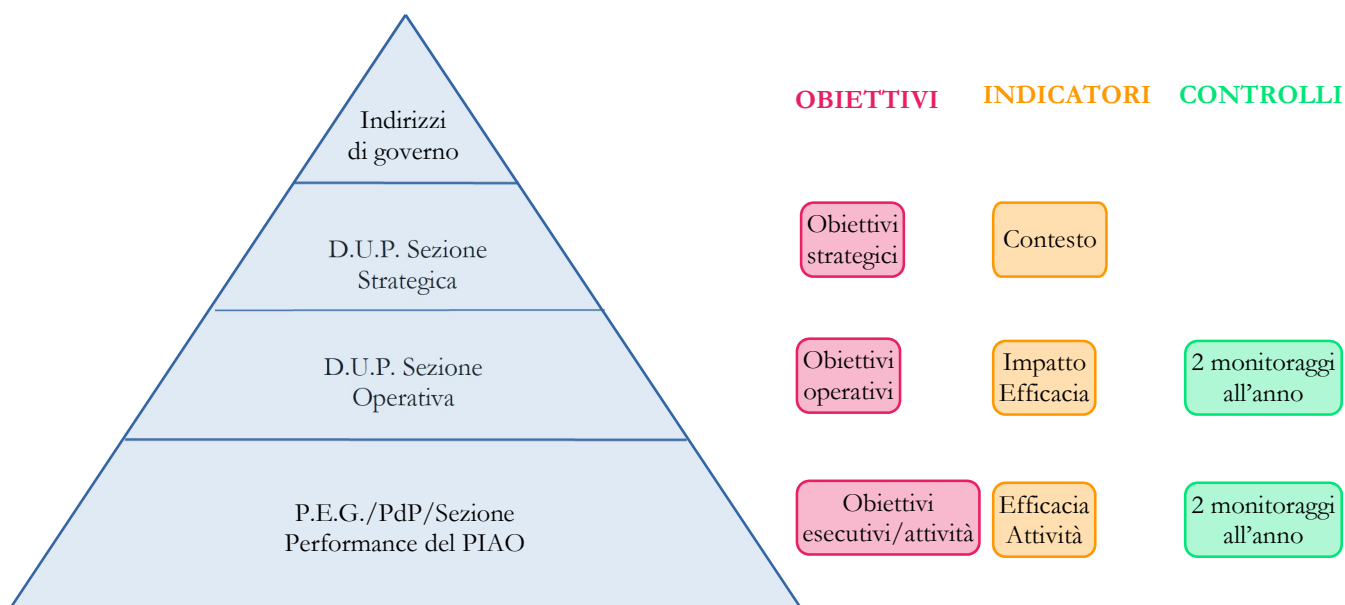 OBIETTIVI INDICATORI CONTROLLI
Indirizzi
di governo
D.U.P. Sezione
Strategica
Obiettivi
strategici
Contesto
D.U.P. Sezione
Operativa
Obiettivi
operativi
Impatto
Efficacia
2 monitoraggi
all’anno
P.E.G./PdP/Sezione
Performance del PIAO
Obiettivi
esecutivi/attività
Efficacia
Attività
2 monitoraggi
all’anno